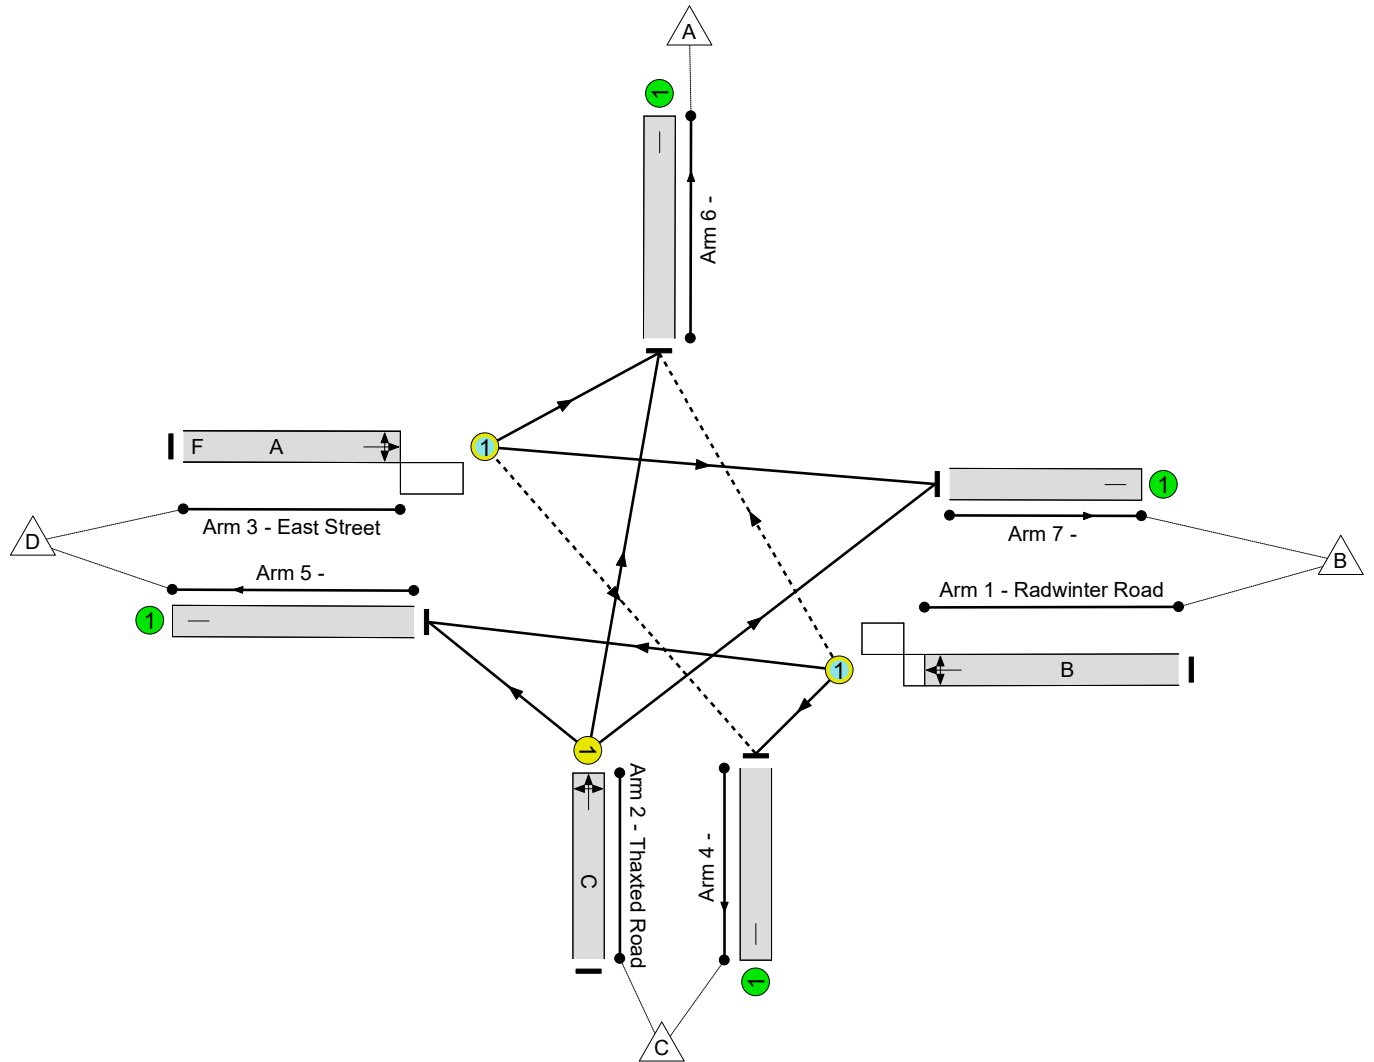 A
1
Arm 6 -
F A
1
Arm 3 - East Street
1
Arm 7 -
D
Arm 5 -
B
Arm 1 - Radwinter Road
1
1
B
1
C
Arm 2 - Thaxted Road
Arm 4 -
1
C